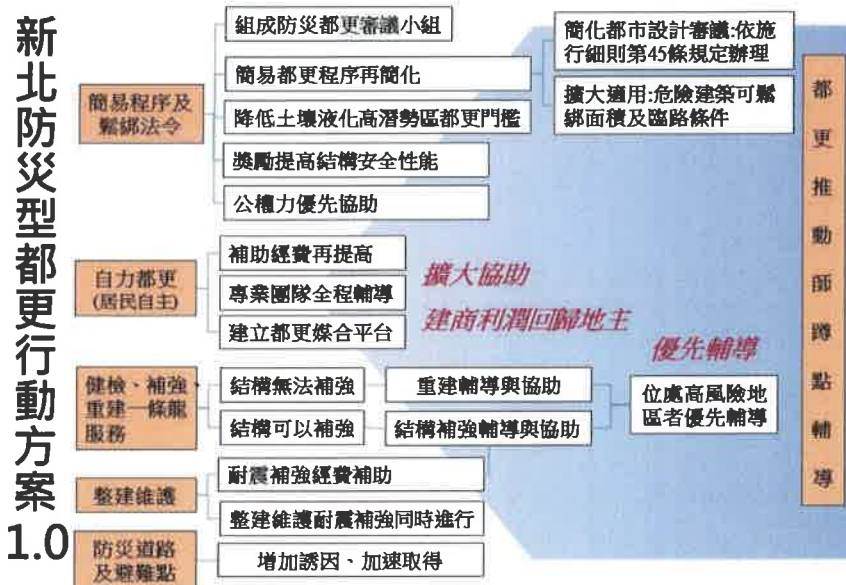 新北防災型都更行動方案1.0
簡易程序及
鬆綁法令
組成防災都更審議小組
簡易都更程序再簡化
簡化都市設計審議:依施
行細則第45條規定辦理
擴大適用:危險建築可鬆
綁面積及臨路條件
降低土壤液化高潛勢區都更門檻
獎勵提高結構安全性能
公權力優先協助
自力都更
(居民自主)
補助經費再提高
專業團隊全程輔導
建立都更媒合平台
擴大協助
建商利潤回歸地主
健檢、補強、
重建一條龍
服務
結構無法補強
重建輔導與協助
結構可以補強
結構補強輔導與協助
優先輔導
位處高風險地
區者優先輔導
整建維護
耐震補強經費補助
整建維護耐震補強同時進行
防災道路
及避難點
增加誘因、加速取得
都更推動師蹲點輔導